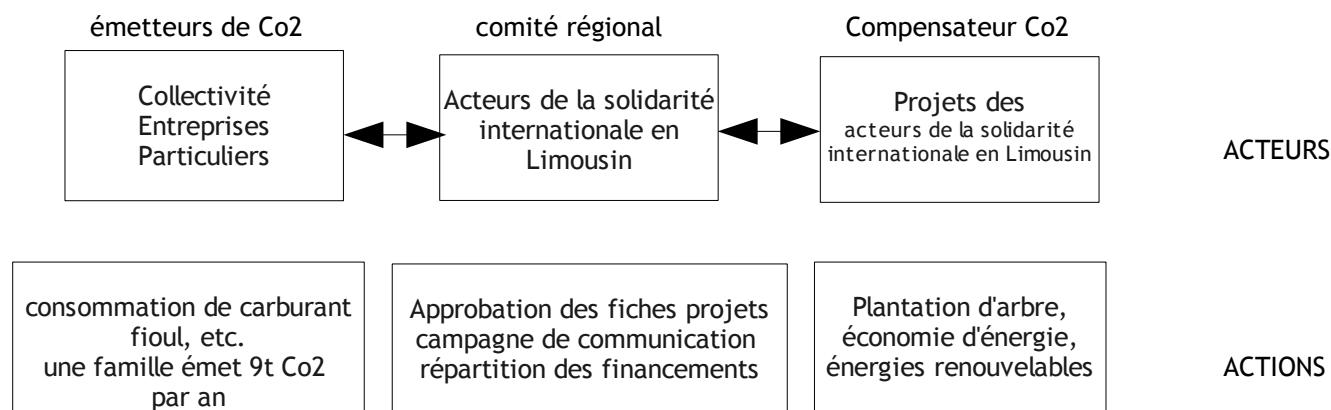 émetteurs de Co2
comité régional
Compensateur Co2
Collectivité
Entreprises
Particuliers
Acteurs de la solidarité
internationale en
Limousin
Projets des
acteurs de la solidarité
internationale en Limousin
ACTEURS
consommation de carburant
fioul, etc.
une famille émet 9t Co2
par an
Approbation des fiches projets
campagne de communication
répartition des financements
Plantation d'arbre,
économie d'énergie,
énergies renouvelables
ACTIONS